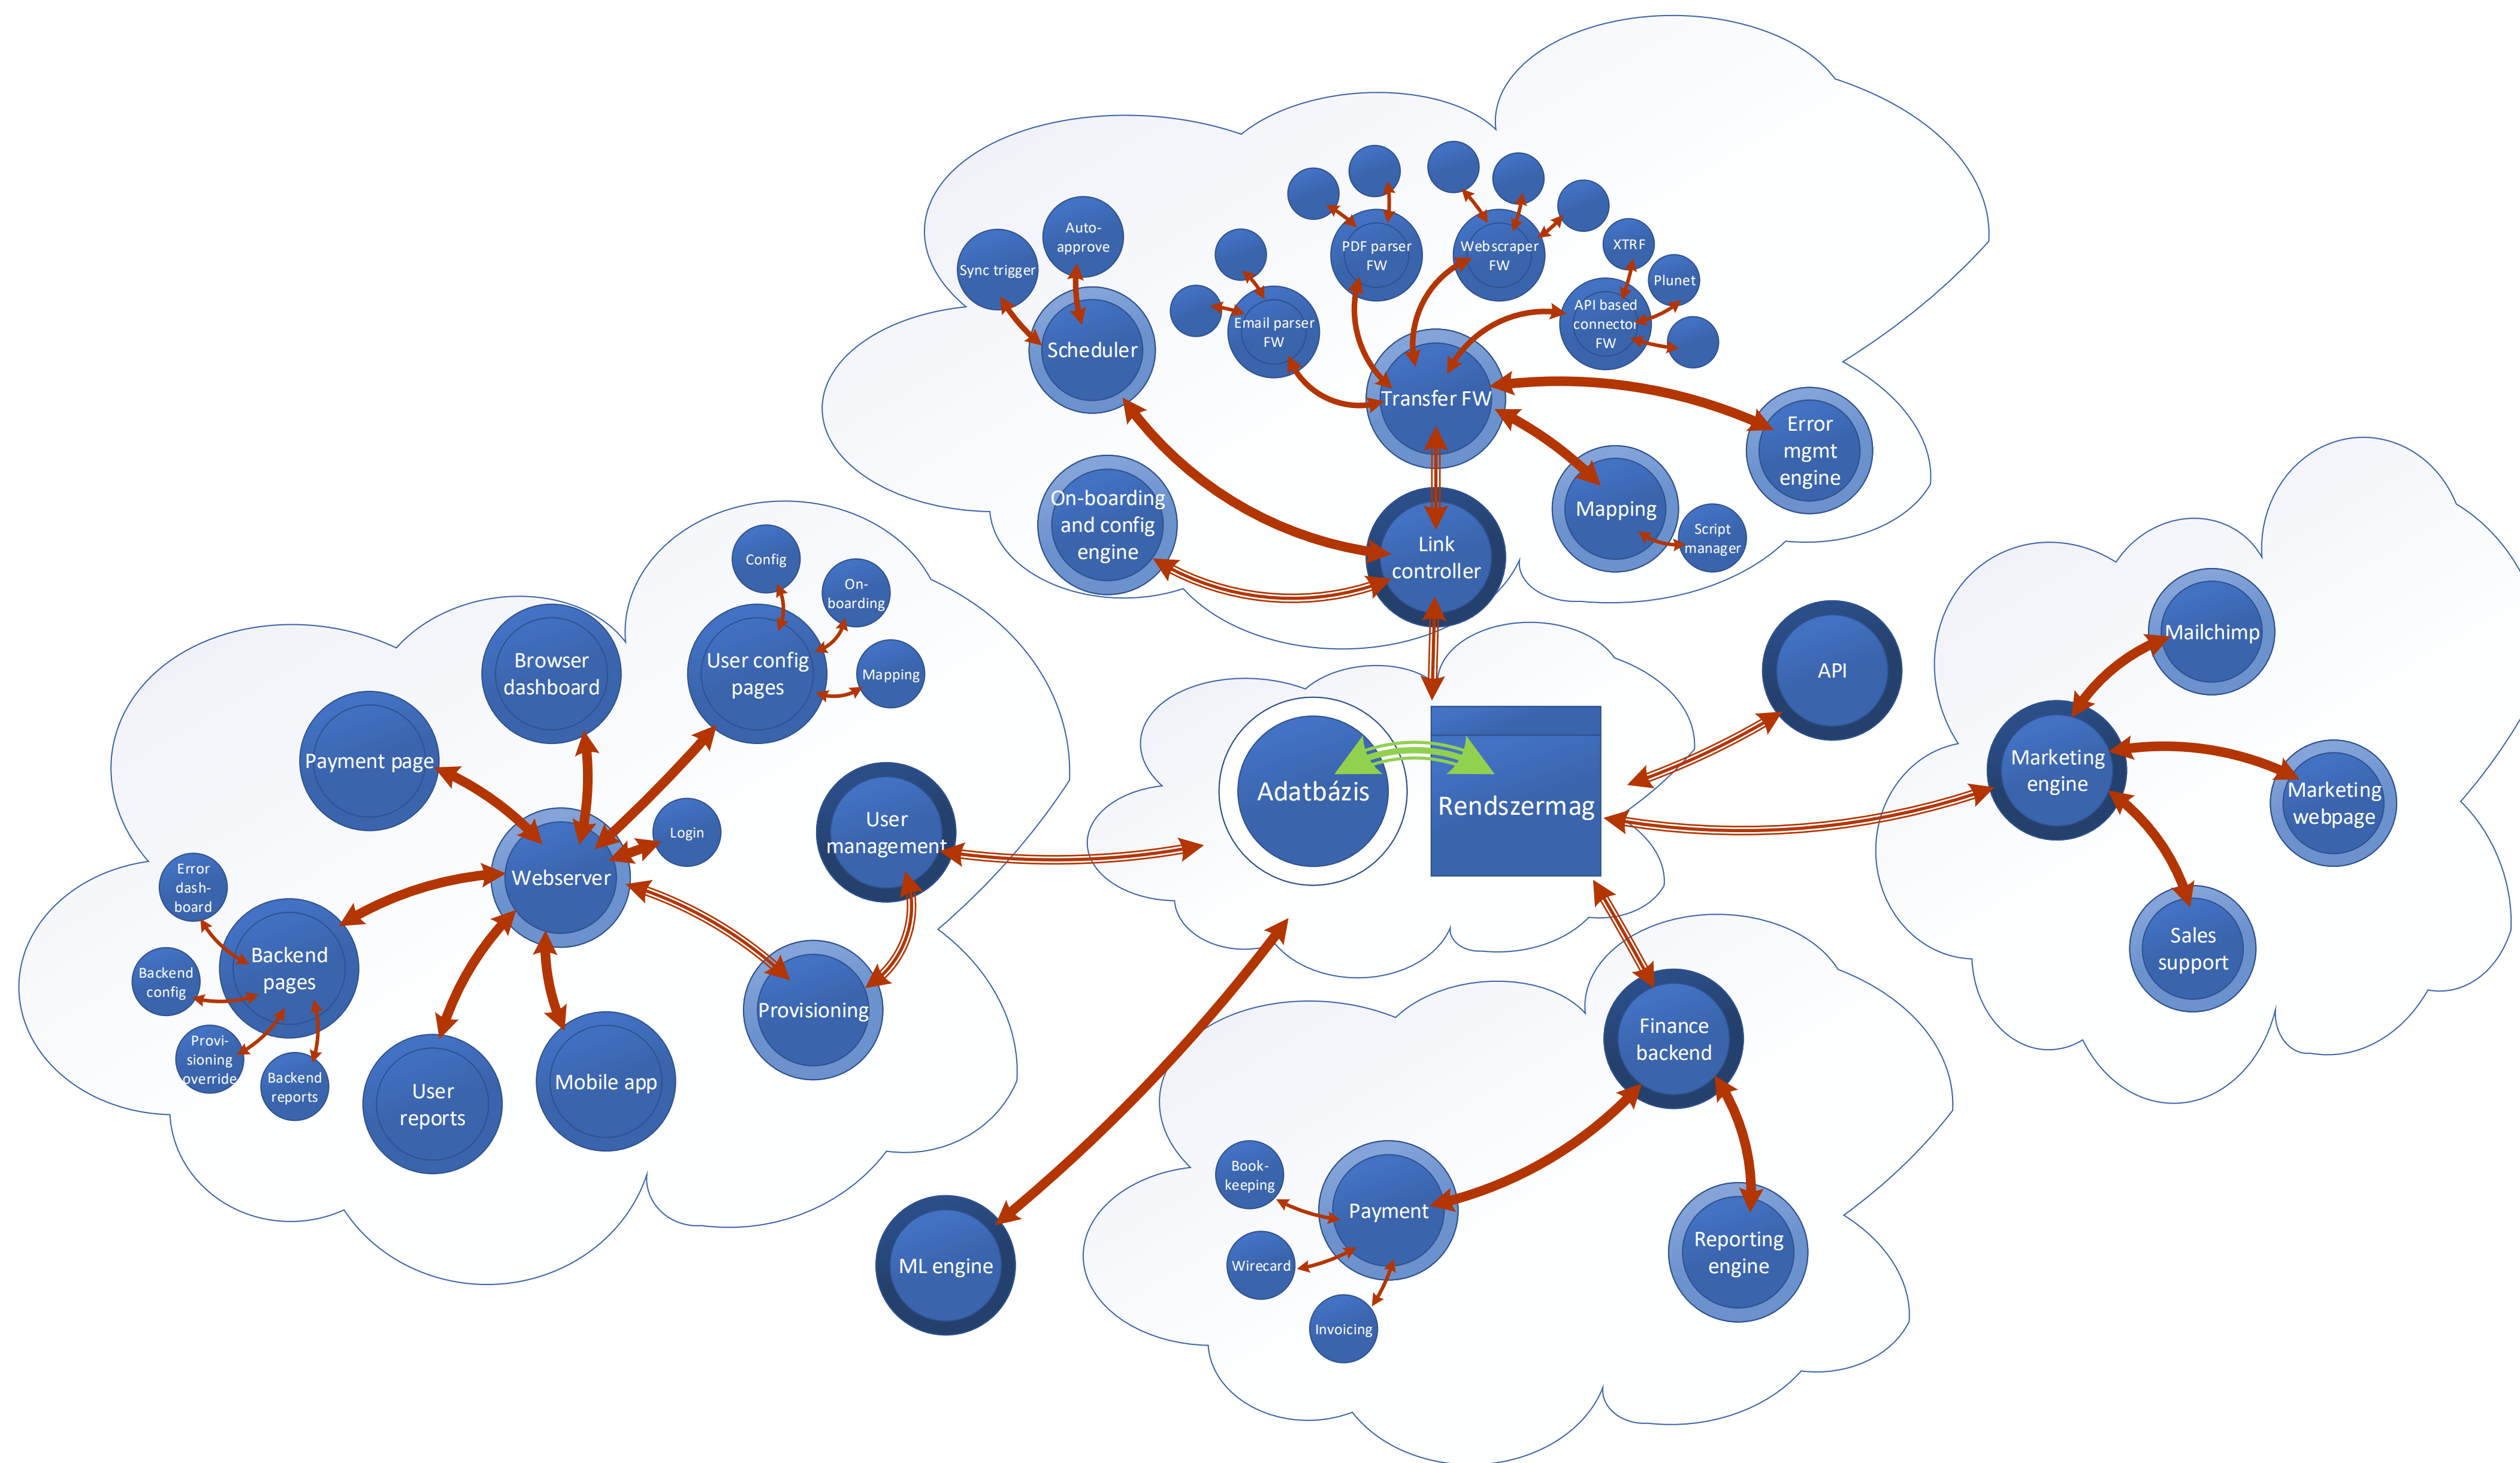 Auto-
approve
Sync trigger
Scheduler
PDF parser
FW
Webscraper
FW
XTRF
Plunet
Email parser
FW
API based
connector
FW
Transfer FW
Error
mgmt
engine
On-boarding
and config
engine
Mapping
Script
manager
Link
controller
Config
On-
boarding
Browser
dashboard
User config
pages
Mapping
Payment page
Login
User
management
Webserver
Error
dash-
board
Backend
pages
Backend
config
Provi-
sioning
override
Backend
reports
User
reports
Mobile app
Provisioning
Adatbázis
Rendszermag
API
Mailchimp
Marketing
engine
Marketing
webpage
Sales
support
Finance
backend
Book-
keeping
Payment
Wirecard
Invoicing
Reporting
engine
ML engine